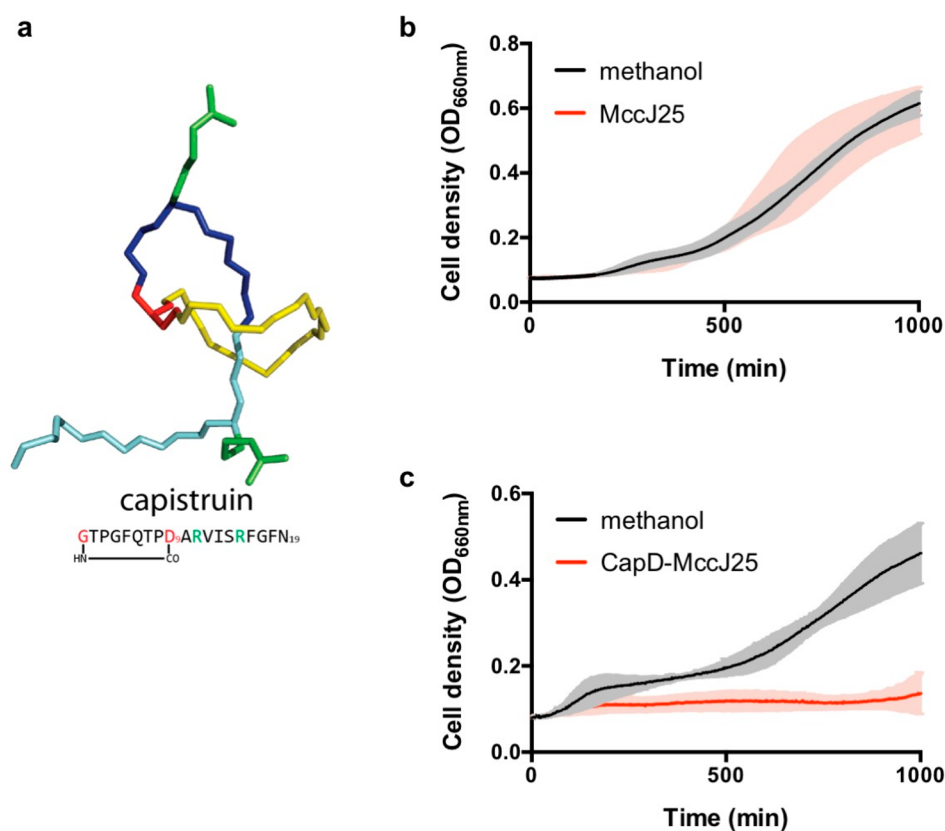 a
capistruin
GTPGFQTPD9ARVISRFGFN19
HN CO
b
Cell density (OD660nm)
0.8
0.6
0.4
0.2
0.0
methanol
MccJ25
0 500 1000
Time (min)
c
Cell density (OD660nm)
0.6
0.4
0.2
0.0
methanol
CapD-MccJ25
0 500 1000
Time (min)